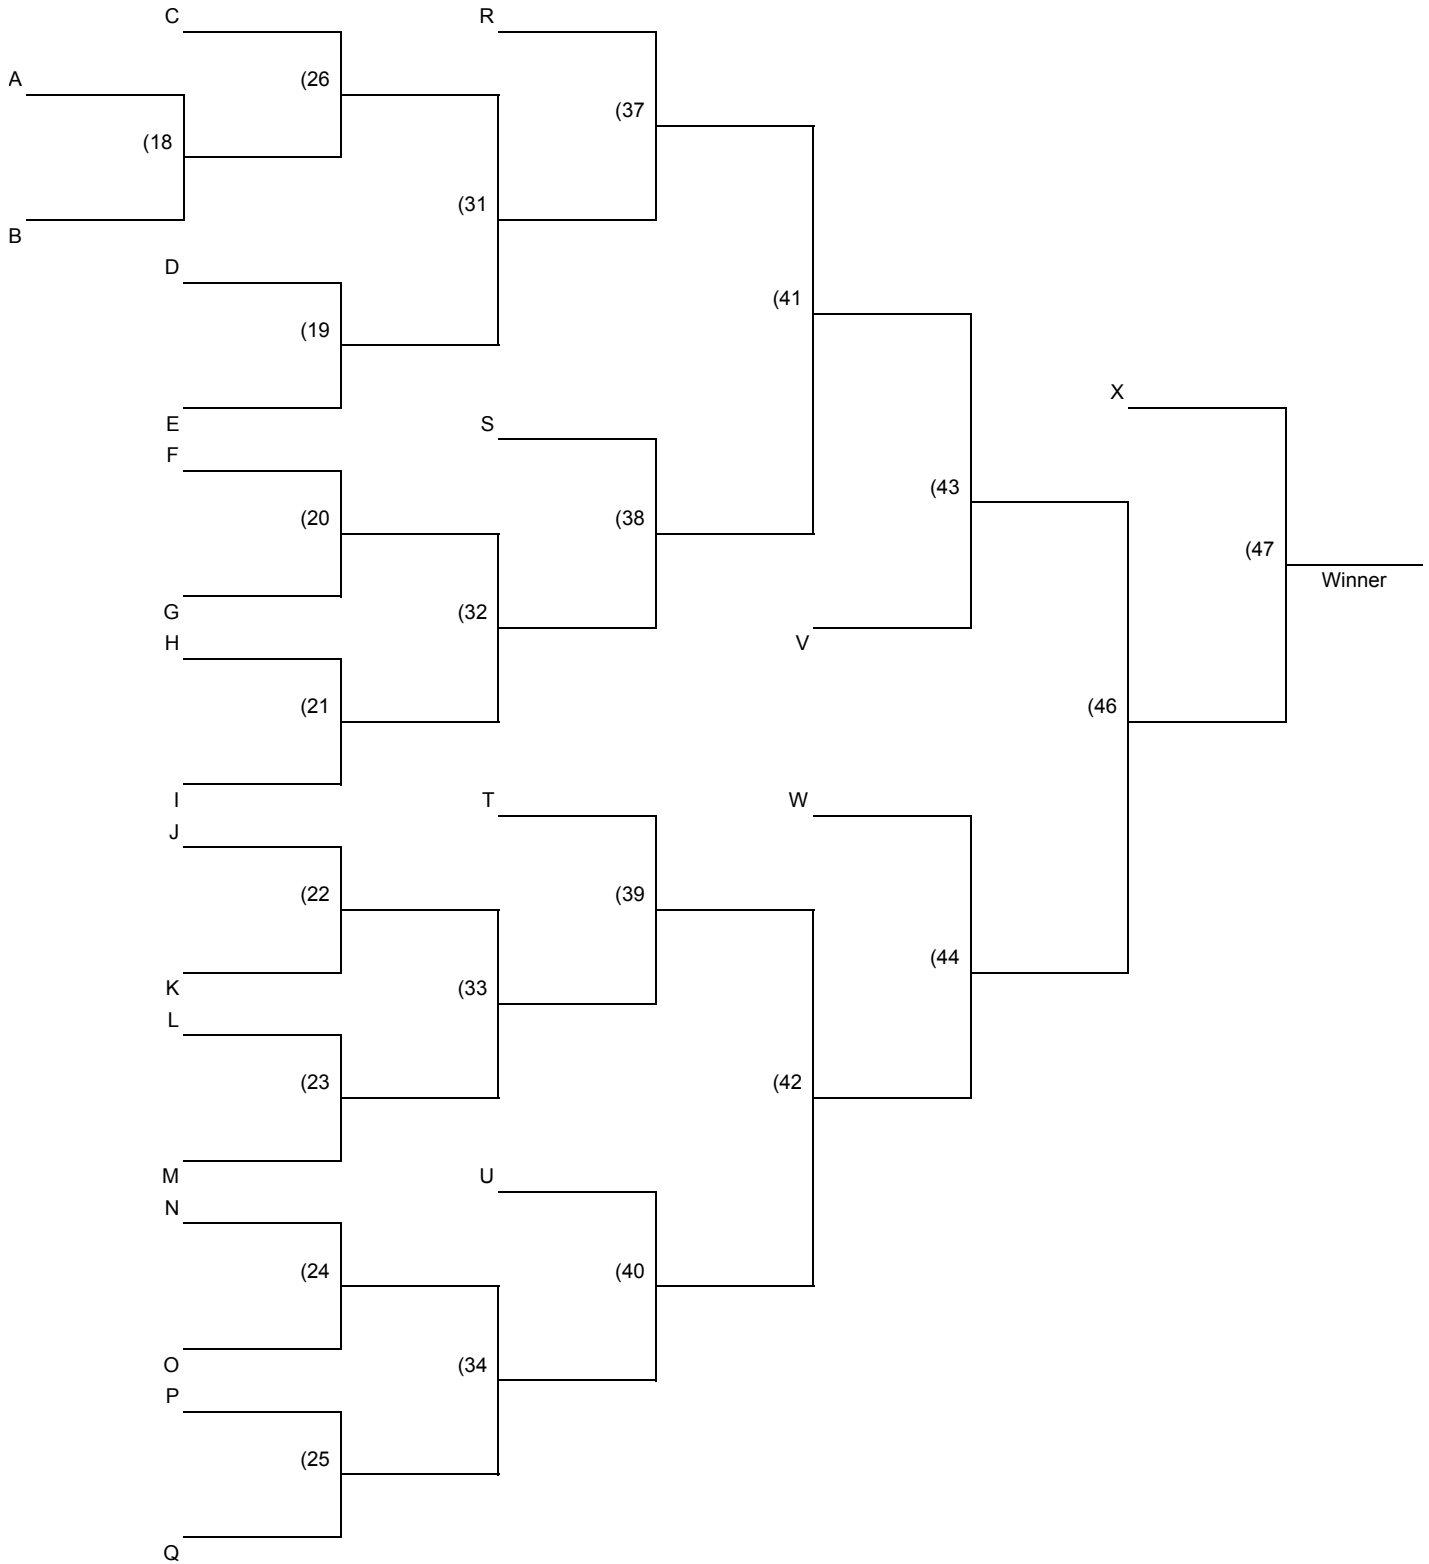 C R
A (26
(37
(18
(31
B
D
(41
(19
X
E S
F
(43
(20 (38
(47
Winner
G (32
H V
(21 (46
I T W
J
(22 (39
(44
K (33
L
(23 (42
M U
N
(24 (40
O (34
P
(25
Q